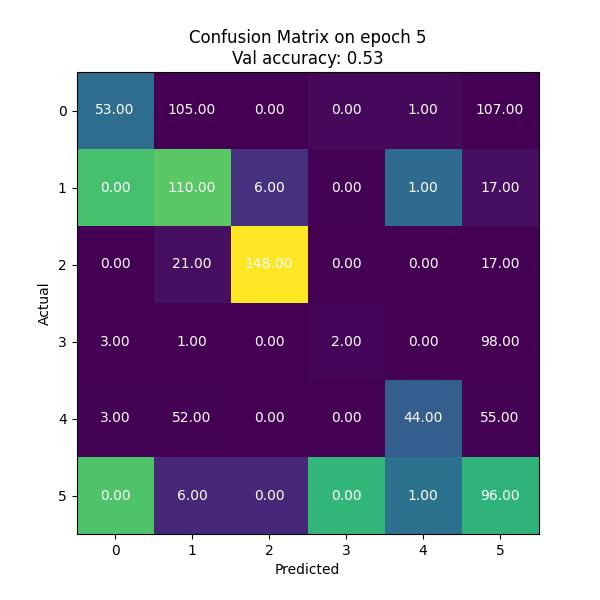 Confusion Matrix on epoch 5
Val accuracy: 0.53
0 53.00 105.00 0.00 0.00 1.00 107.00
1 0.00 110.00 6.00 0.00 1.00 17.00
2 0.00 21.00 148.00 0.00 0.00 17.00
Actual
3 3.00 1.00 0.00 2.00 0.00 98.00
4 3.00 52.00 0.00 0.00 44.00 55.00
5 0.00 6.00 0.00 0.00 1.00 96.00
0 1 2 3 4 5
Predicted